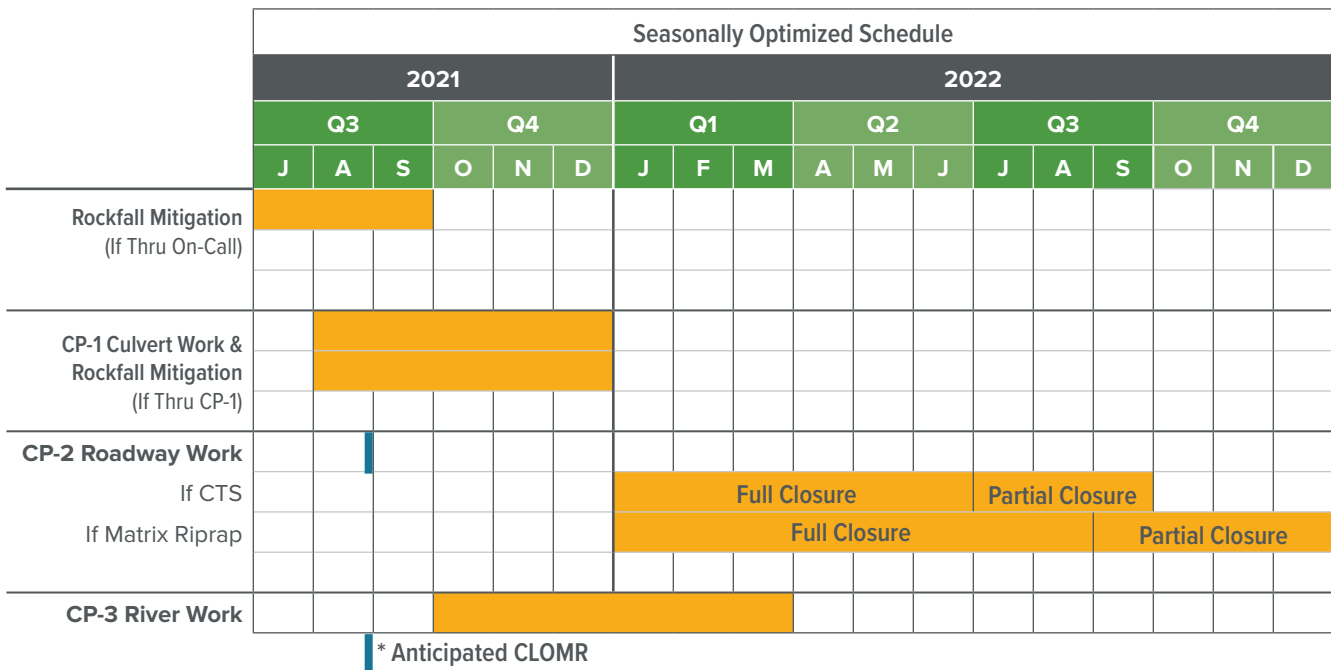 Seasonally Optimized Schedule
2021 2022
Q3 Q4 Q1 Q2 Q3 Q4
J A S O N D J F M A M J J A S O N D
Rockfall Mitigation
(If Thru On-Call)
CP-1 Culvert Work &
Rockfall Mitigation
(If Thru CP-1)
CP-2 Roadway Work
If CTS Full Closure Partial Closure
If Matrix Riprap Full Closure Partial Closure
CP-3 River Work
* Anticipated CLOMR